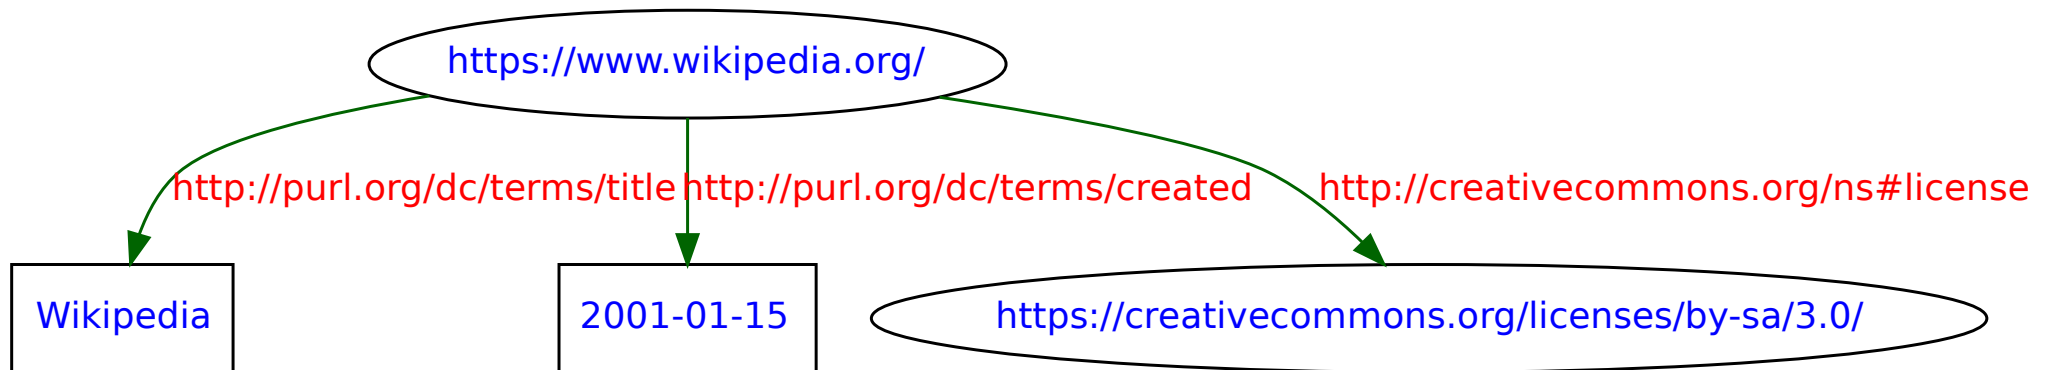 https://www.wikipedia.org/
http://purl.org/dc/terms/title
http://purl.org/dc/terms/created
http://creativecommons.org/ns#license
Wikipedia
2001-01-15
https://creativecommons.org/licenses/by-sa/3.0/